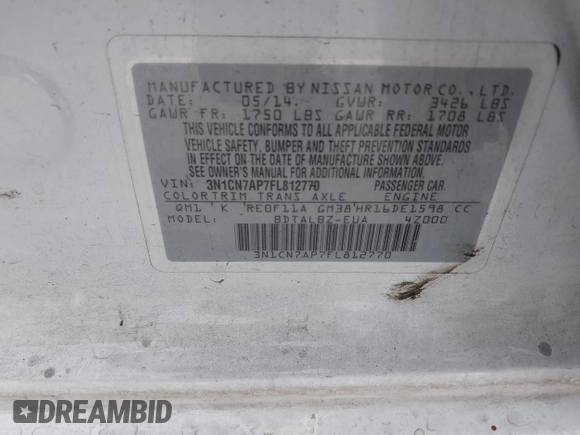 MANUFACTURED BY NISSAN MOTOR CO., LTD.
DATE: 05/14 GVWR: 3426 LBS
GAWR FR: 1750 LBS GAWR RR: 1708 LBS
THIS VEHICLE CONFORMS TO ALL APPLICABLE FEDERAL MOTOR
VEHICLE SAFETY, BUMPER AND THEFT PREVENTION STANDARDS
IN EFFECT ON THE DATE OF MANUFACTURE SHOWN ABOVE.
SEE OWNER'S MANUAL FOR ADDITIONAL INFORMATION
VIN: 3N1CN7AP7FL812770 PASSENGER CAR.
COLOR TRIM TRANS AXLE ENGINE
QM1 K RE0F11A GM38 HR16DE 1598 CC
MODEL: BDTALBZ-EUA 4Z000
3N1CN7AP7FL812770
DREAMBID